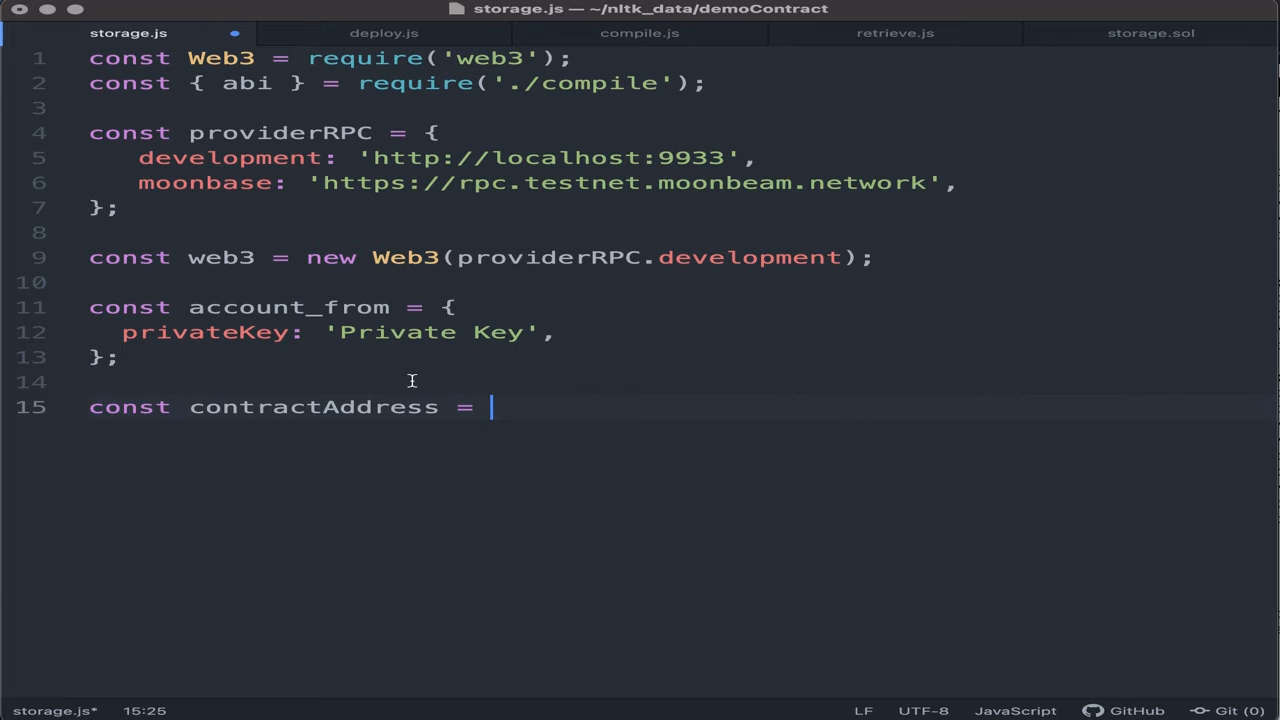 storage.js — ~/nltk_data/demoContract
storage.js deploy.js compile.js retrieve.js storage.sol
1 const Web3 = require('web3');
2 const { abi } = require('./compile');
3
4 const providerRPC = {
5 development: 'http://localhost:9933',
6 moonbase: 'https://rpc.testnet.moonbeam.network',
7 };
8
9 const web3 = new Web3(providerRPC.development);
10
11 const account_from = {
12 privateKey: 'Private Key',
13 };
14
15 const contractAddress =
storage.js* 15:25 LF UTF-8 JavaScript GitHub Git (0)